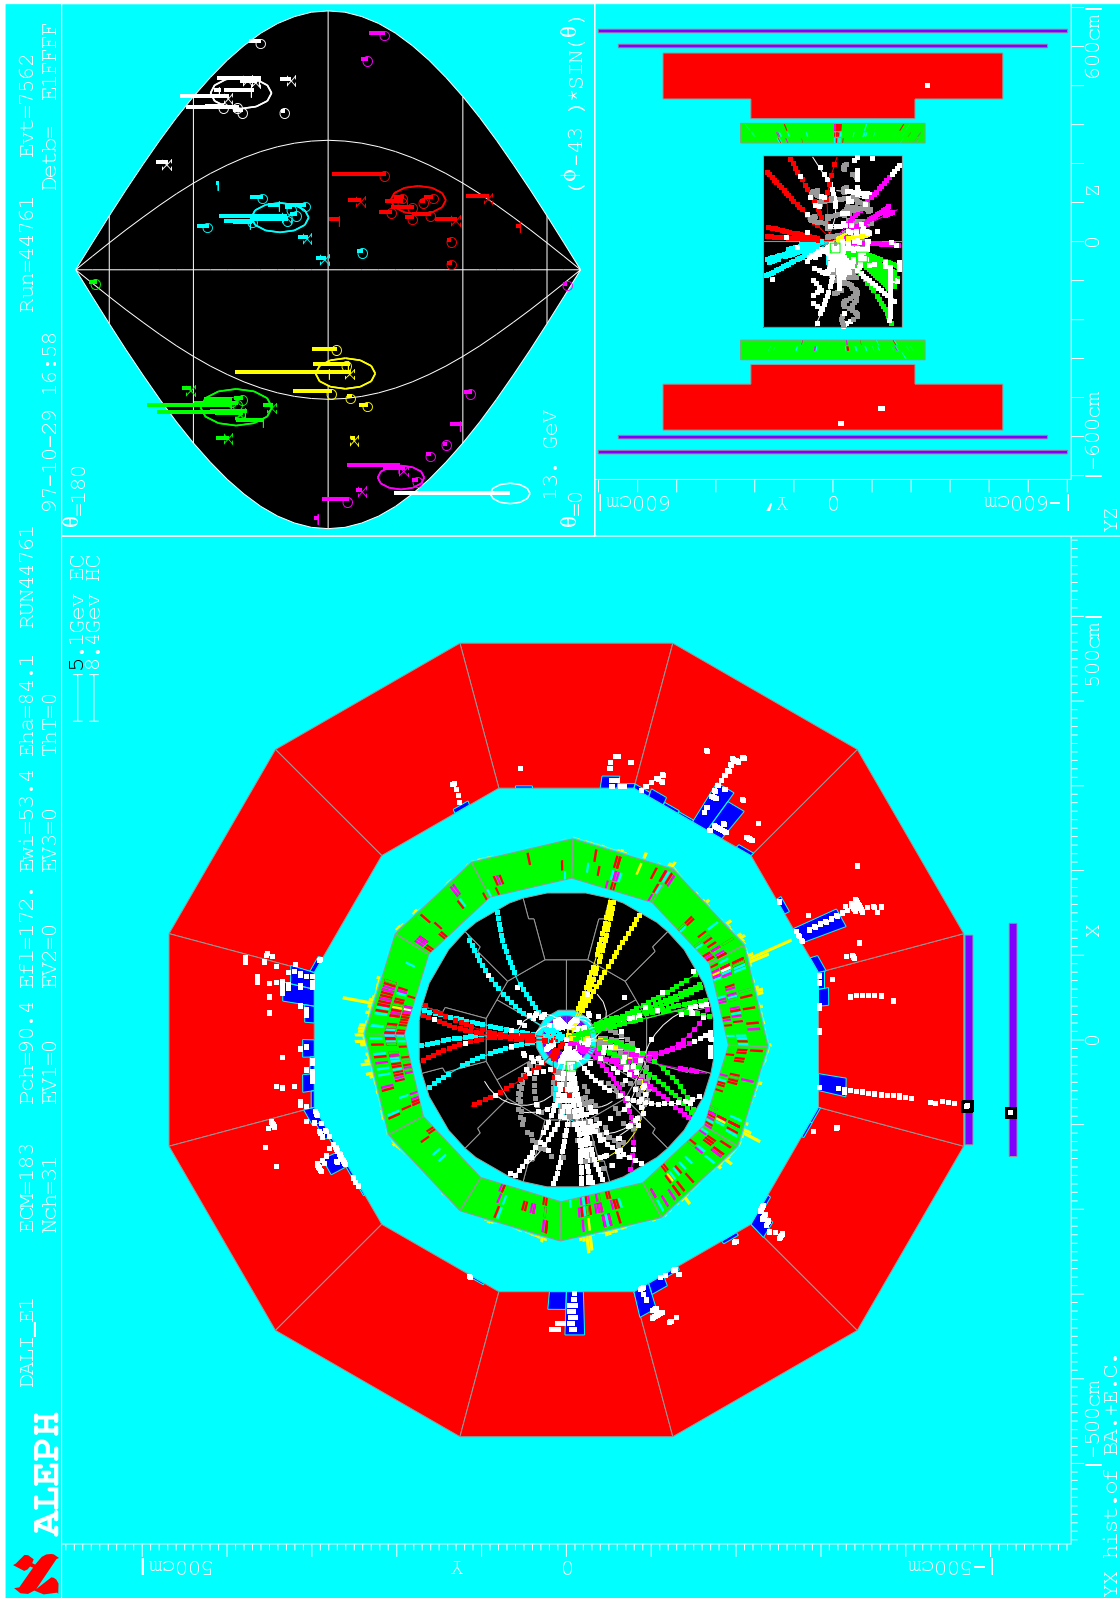 ALEPH DALI_E1 ECM=183 Pch=90.4 Efl=172. Ewi=53.4 Eha=84.1 RUN44761
Nch=31 EV1=0 EV2=0 EV3=0 ThT=0
97-10-29 16:58 Run=44761 Evt=7562
Detb= E1FFFF
5.1Gev EC
8.4Gev HC
θ=180
θ=0
13. GeV
(ϕ-43 )*SIN(θ)
600cm
Z
0
-600cm
600cm
Y'
0
-600cm
YZ
500cm
X
0
-500cm
500cm
Y
0
-500cm
YX hist.of BA.+E.C.